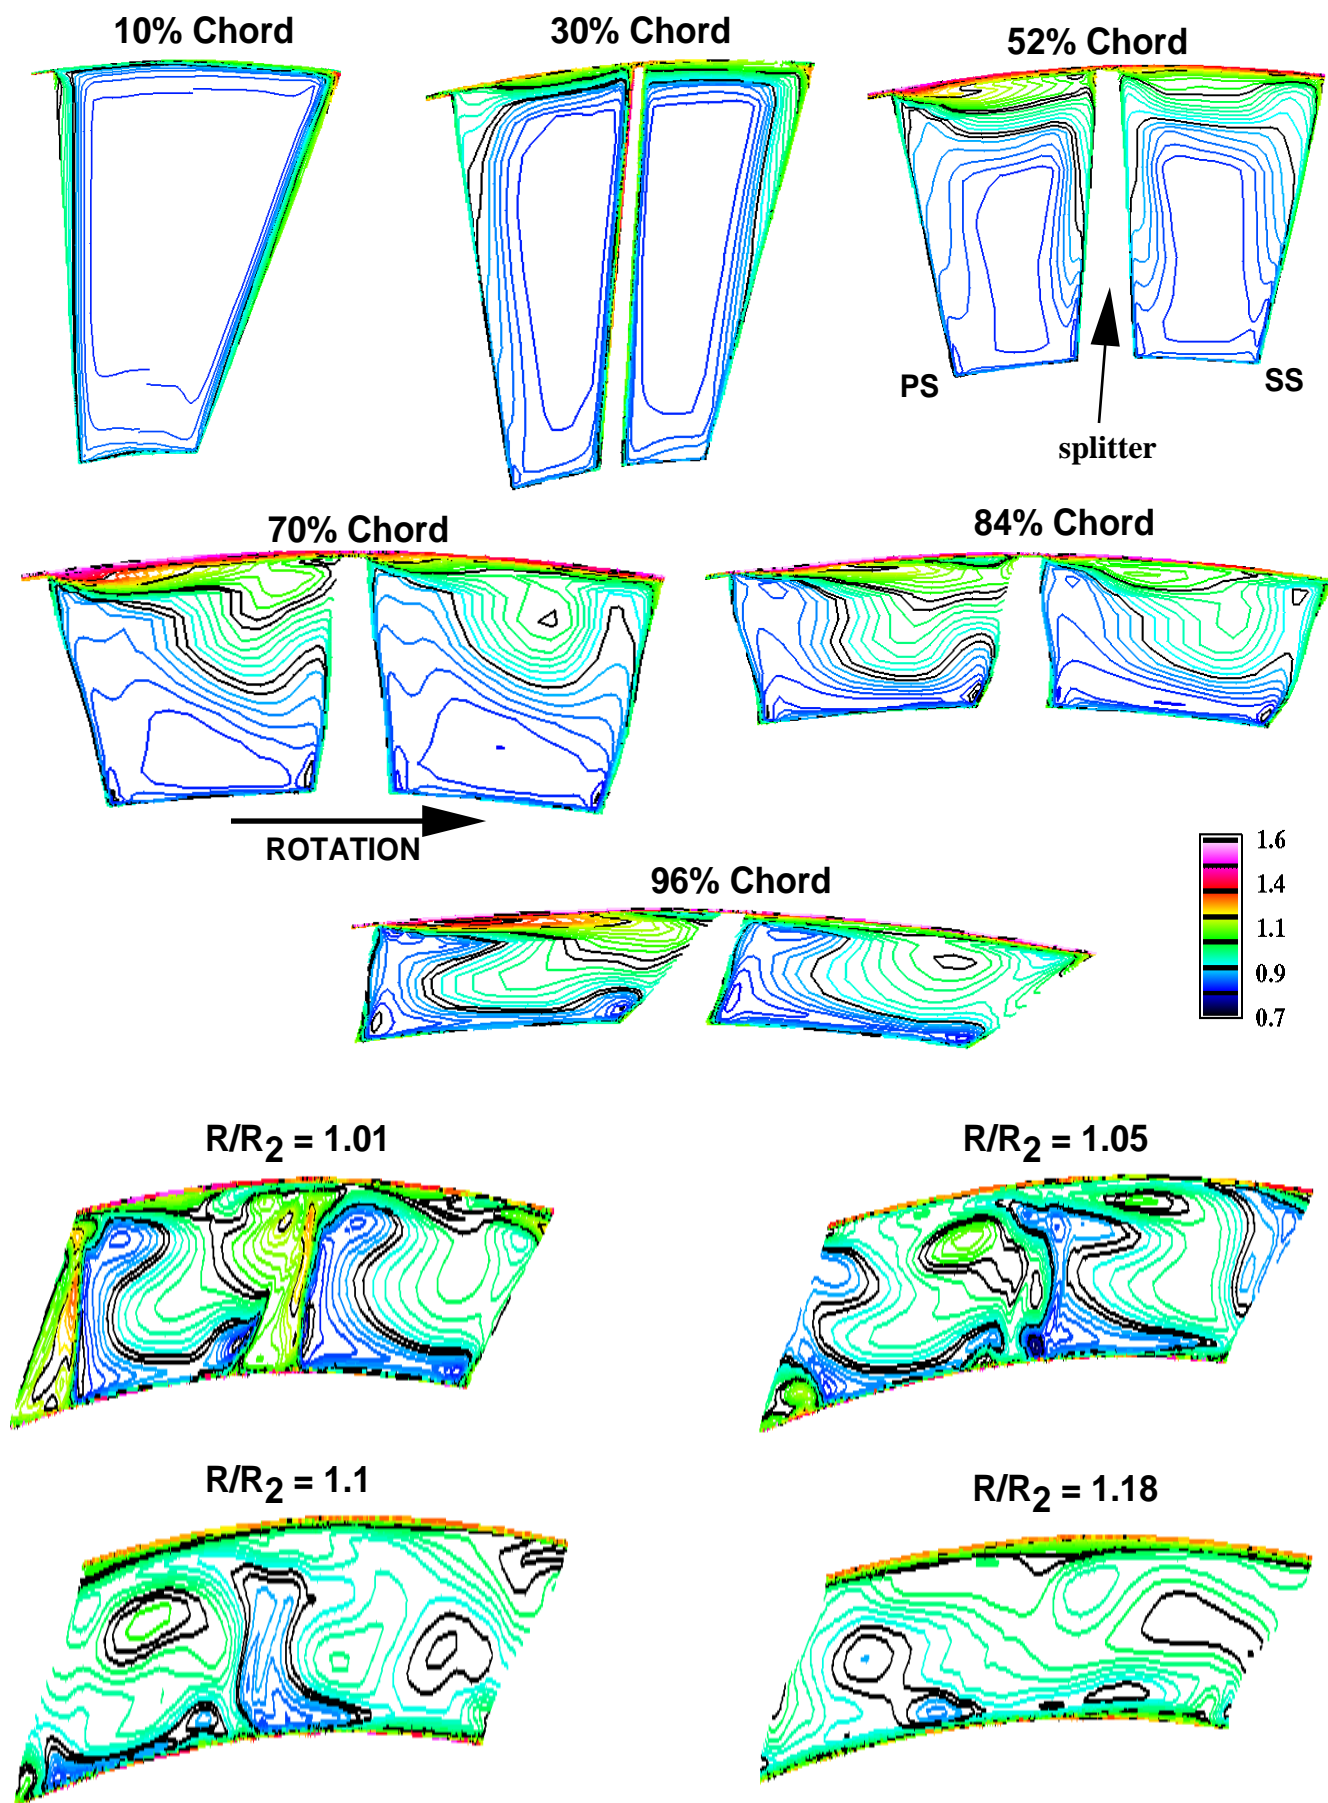 10% Chord
30% Chord
52% Chord
PS
SS
splitter
70% Chord
84% Chord
ROTATION
96% Chord
1.6
1.4
1.1
0.9
0.7
R/R2 = 1.01
R/R2 = 1.05
R/R2 = 1.1
R/R2 = 1.18